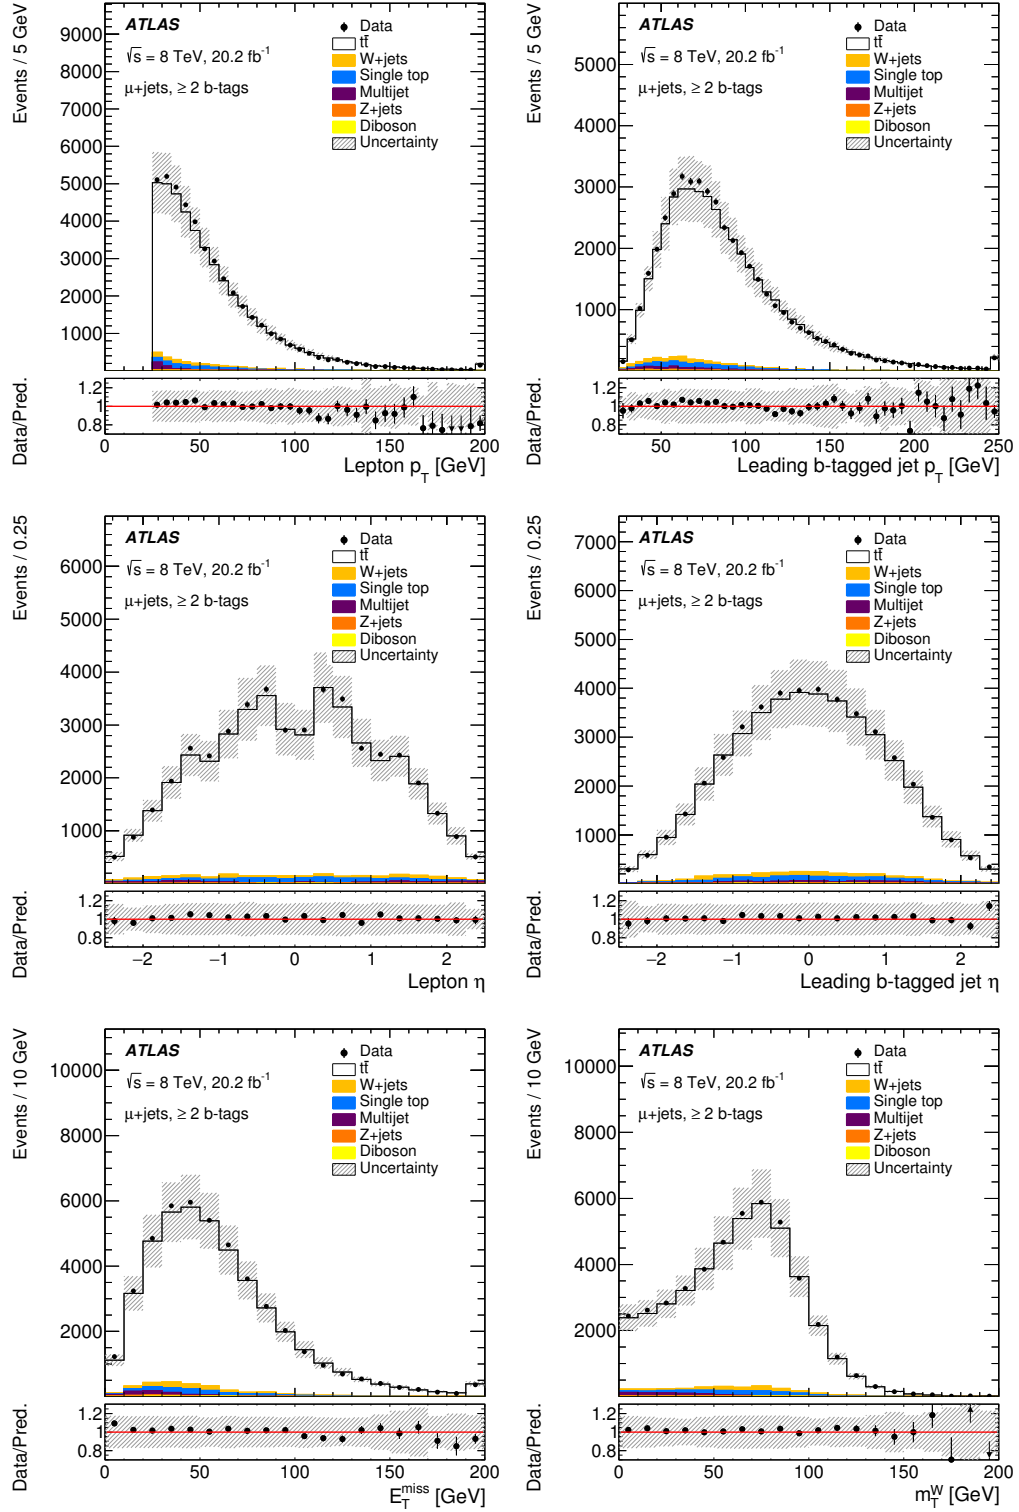 Events / 5 GeV
9000
8000
7000
6000
5000
4000
3000
2000
1000
ATLAS
√s = 8 TeV, 20.2 fb⁻¹
μ+jets, ≥ 2 b-tags
Data
tt̄
W+jets
Single top
Multijet
Z+jets
Diboson
Uncertainty
Data/Pred.
1.2
1
0.8
0 50 100 150 200
Lepton p_T [GeV]
Events / 5 GeV
5000
4000
3000
2000
1000
ATLAS
√s = 8 TeV, 20.2 fb⁻¹
μ+jets, ≥ 2 b-tags
Data
tt̄
W+jets
Single top
Multijet
Z+jets
Diboson
Uncertainty
Data/Pred.
1.2
1
0.8
50 100 150 200 250
Leading b-tagged jet p_T [GeV]
Events / 0.25
6000
5000
4000
3000
2000
1000
ATLAS
√s = 8 TeV, 20.2 fb⁻¹
μ+jets, ≥ 2 b-tags
Data
tt̄
W+jets
Single top
Multijet
Z+jets
Diboson
Uncertainty
Data/Pred.
1.2
1
0.8
−2 −1 0 1 2
Lepton η
Events / 0.25
7000
6000
5000
4000
3000
2000
1000
ATLAS
√s = 8 TeV, 20.2 fb⁻¹
μ+jets, ≥ 2 b-tags
Data
tt̄
W+jets
Single top
Multijet
Z+jets
Diboson
Uncertainty
Data/Pred.
1.2
1
0.8
−2 −1 0 1 2
Leading b-tagged jet η
Events / 10 GeV
10000
8000
6000
4000
2000
ATLAS
√s = 8 TeV, 20.2 fb⁻¹
μ+jets, ≥ 2 b-tags
Data
tt̄
W+jets
Single top
Multijet
Z+jets
Diboson
Uncertainty
Data/Pred.
1.2
1
0.8
0 50 100 150 200
E_T^miss [GeV]
Events / 10 GeV
10000
8000
6000
4000
2000
ATLAS
√s = 8 TeV, 20.2 fb⁻¹
μ+jets, ≥ 2 b-tags
Data
tt̄
W+jets
Single top
Multijet
Z+jets
Diboson
Uncertainty
Data/Pred.
1.2
1
0.8
0 50 100 150 200
m_T^W [GeV]